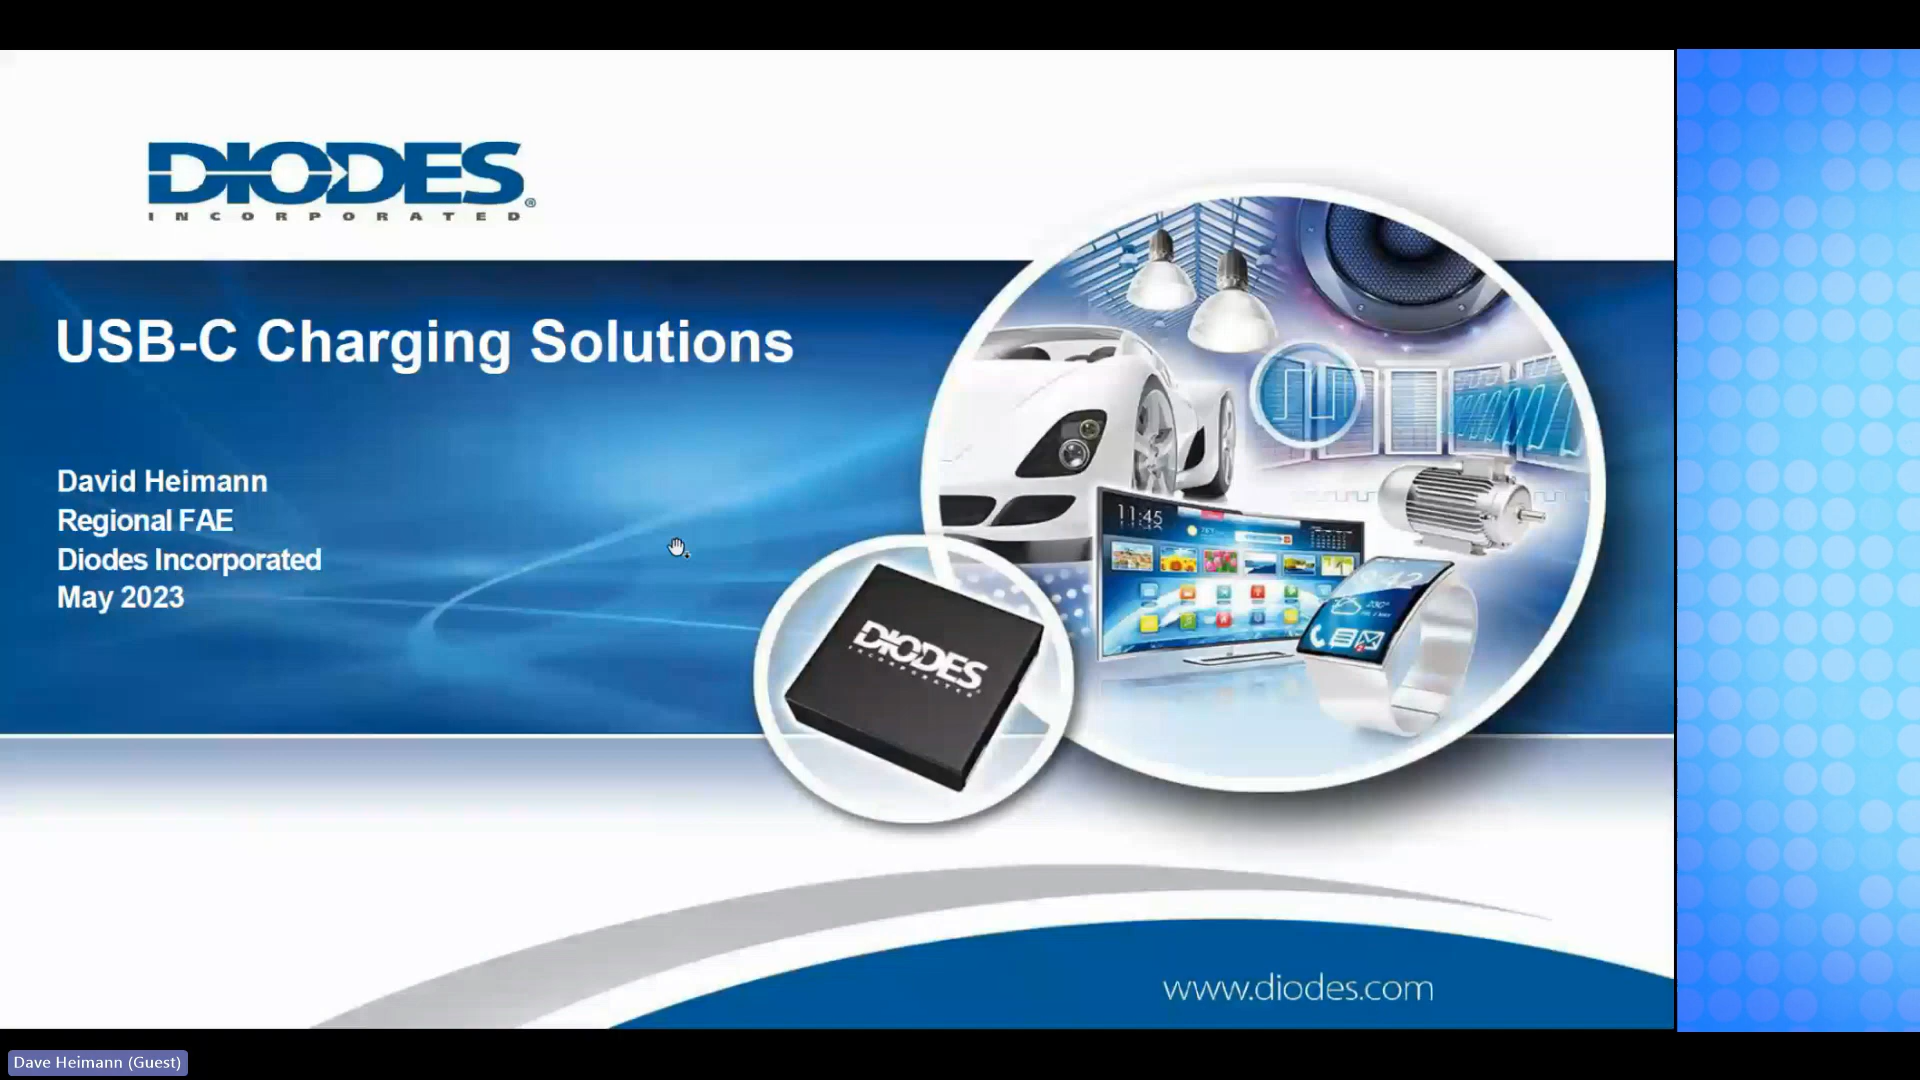 DIODES®
INCORPORATED
USB-C Charging Solutions
David Heimann
Regional FAE
Diodes Incorporated
May 2023
11:45
DIODES
INCORPORATED
www.diodes.com
Dave Heimann (Guest)